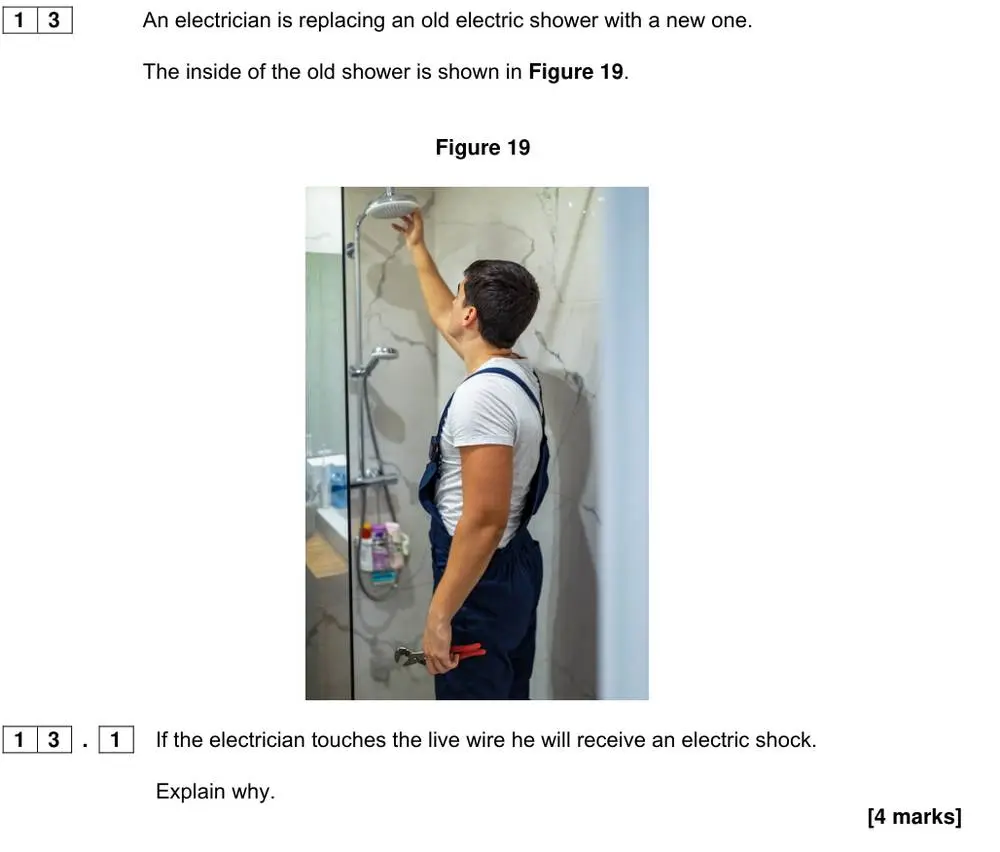 1 3 An electrician is replacing an old electric shower with a new one.
The inside of the old shower is shown in Figure 19.
Figure 19
1 3 . 1 If the electrician touches the live wire he will receive an electric shock.
Explain why.
[4 marks]